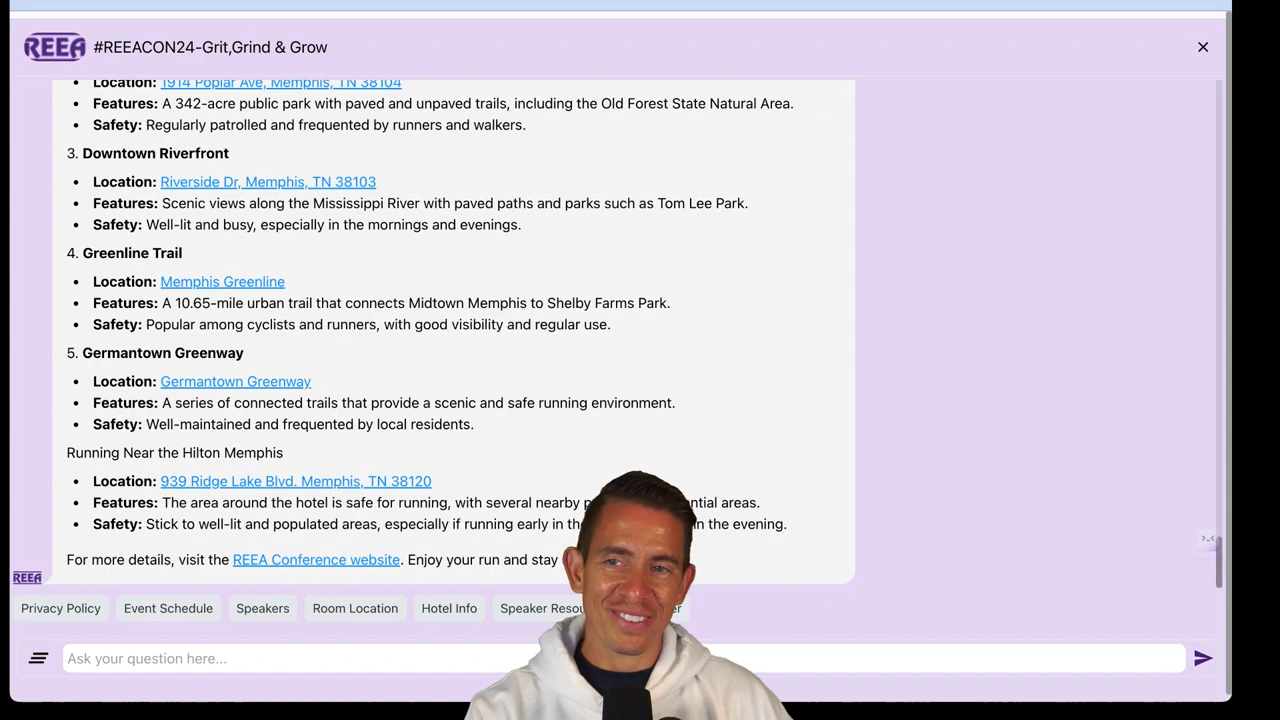 REEA #REEACON24-Grit,Grind & Grow
Location: 1914 Poplar Ave, Memphis, TN 38104
Features: A 342-acre public park with paved and unpaved trails, including the Old Forest State Natural Area.
Safety: Regularly patrolled and frequented by runners and walkers.
3. Downtown Riverfront
Location: Riverside Dr, Memphis, TN 38103
Features: Scenic views along the Mississippi River with paved paths and parks such as Tom Lee Park.
Safety: Well-lit and busy, especially in the mornings and evenings.
4. Greenline Trail
Location: Memphis Greenline
Features: A 10.65-mile urban trail that connects Midtown Memphis to Shelby Farms Park.
Safety: Popular among cyclists and runners, with good visibility and regular use.
5. Germantown Greenway
Location: Germantown Greenway
Features: A series of connected trails that provide a scenic and safe running environment.
Safety: Well-maintained and frequented by local residents.
Running Near the Hilton Memphis
Location: 939 Ridge Lake Blvd. Memphis, TN 38120
Features: The area around the hotel is safe for running, with several nearby areas.
Safety: Stick to well-lit and populated areas, especially if running early in in the evening.
For more details, visit the REEA Conference website. Enjoy your run and stay
REEA
Privacy Policy Event Schedule Speakers Room Location Hotel Info Speaker
Ask your question here...